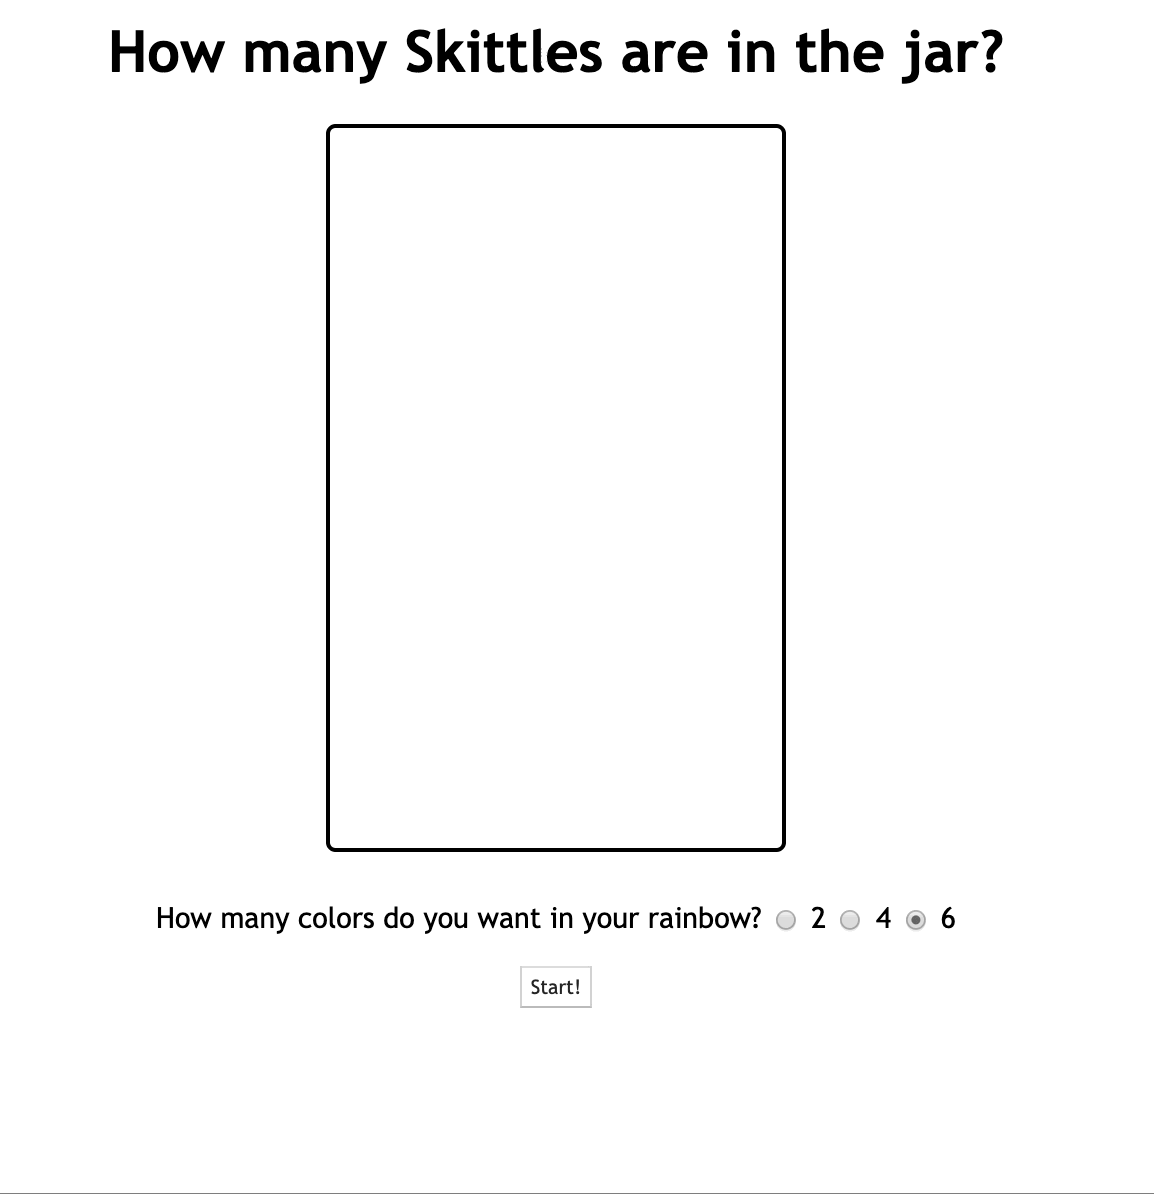 How many Skittles are in the jar?
How many colors do you want in your rainbow? 2 4 6
Start!